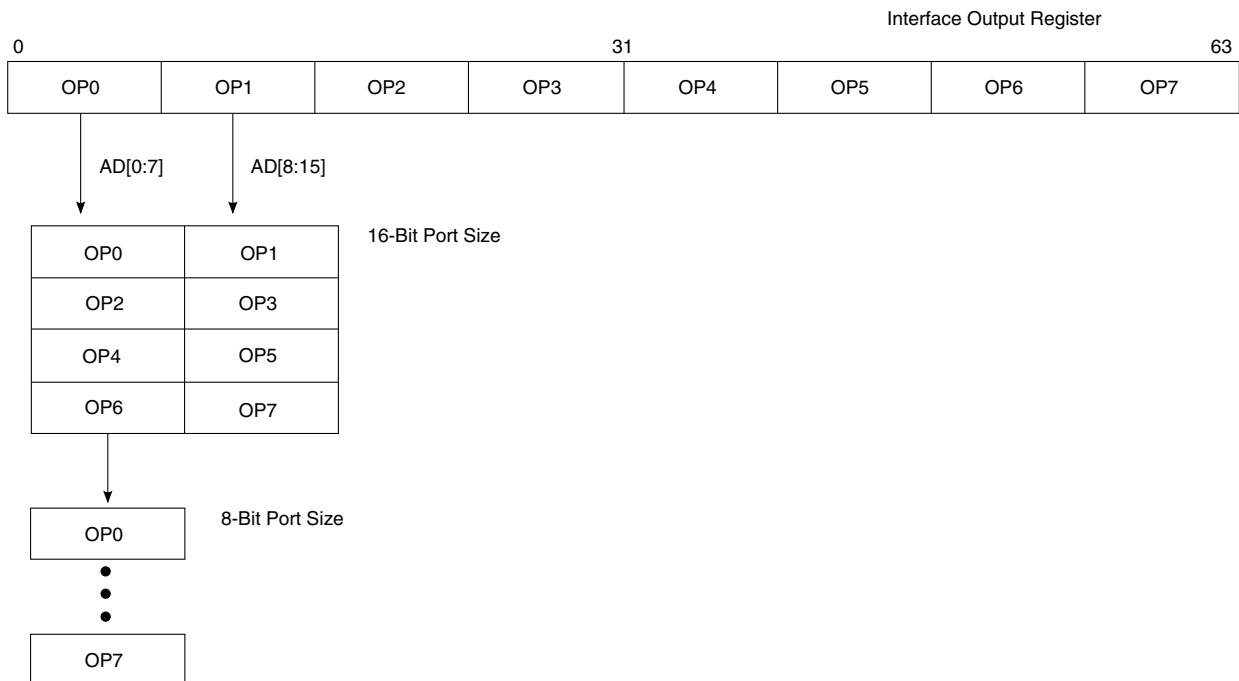 Interface Output Register
0 31 63
OP0 OP1 OP2 OP3 OP4 OP5 OP6 OP7
AD[0:7] AD[8:15]
16-Bit Port Size
OP0 OP1
OP2 OP3
OP4 OP5
OP6 OP7
8-Bit Port Size
OP0
OP7